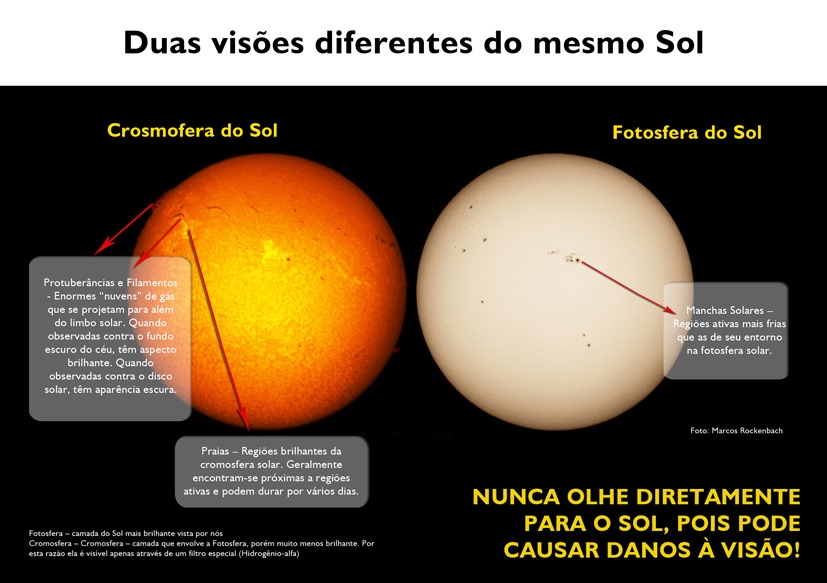 Duas visões diferentes do mesmo Sol
Crosmofera do Sol
Fotosfera do Sol
Protuberâncias e Filamentos
- Enormes “nuvens” de gás
que se projetam para além
do limbo solar. Quando
observadas contra o fundo
escuro do céu, têm aspecto
brilhante. Quando
observadas contra o disco
solar, têm aparência escura.
Manchas Solares –
Regiões ativas mais frias
que as de seu entorno
na fotosfera solar.
Foto: Marcos Rockenbach
Praias – Regiões brilhantes da
cromosfera solar. Geralmente
encontram-se próximas a regiões
ativas e podem durar por vários dias.
NUNCA OLHE DIRETAMENTE
PARA O SOL, POIS PODE
CAUSAR DANOS À VISÃO!
Fotosfera – camada do Sol mais brilhante vista por nós
Cromosfera – Cromosfera – camada que envolve a Fotosfera, porém muito menos brilhante. Por
esta razão ela é visível apenas através de um filtro especial (Hidrogênio-alfa)